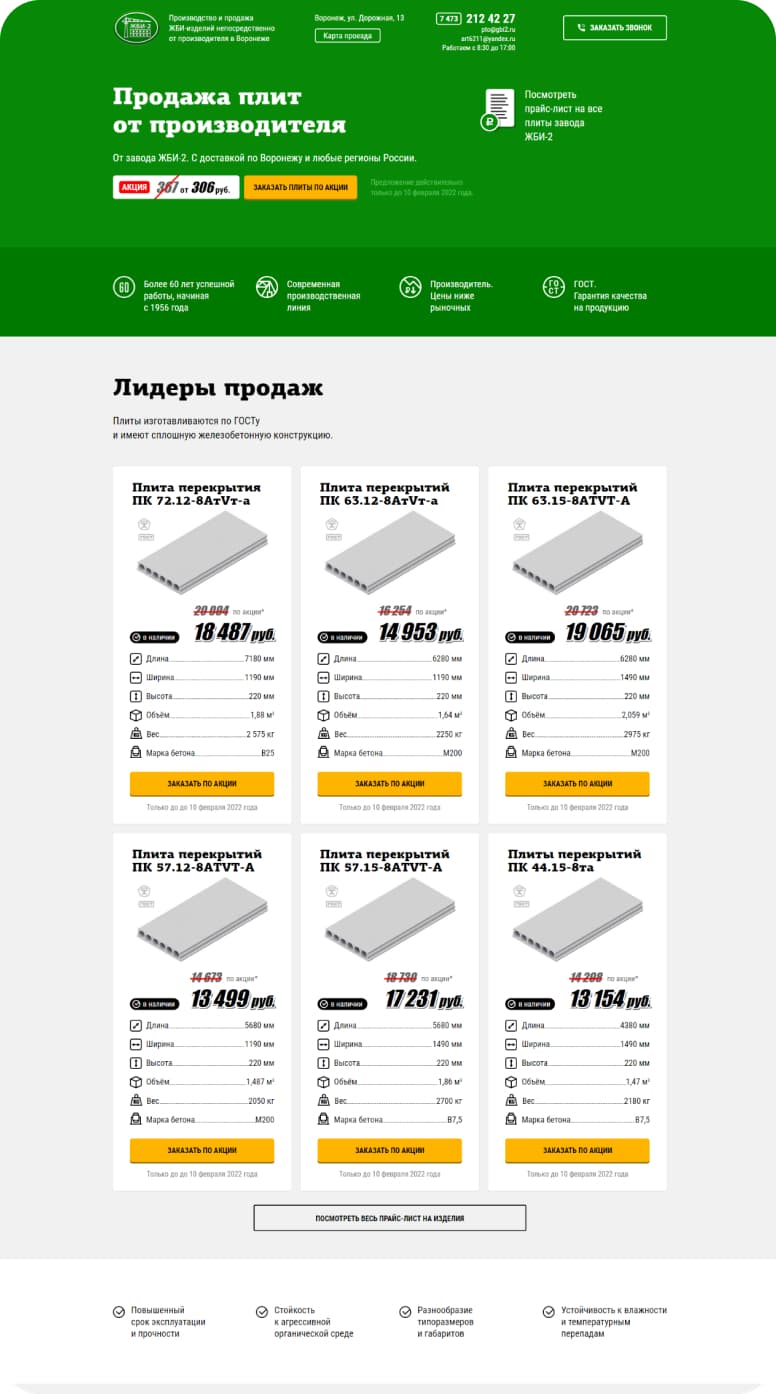 ЖБИ-2
Производство и продажа
ЖБИ-изделий непосредственно
от производителя в Воронеже
Воронеж, ул. Дорожная, 13
Карта проезда
7 473 212 42 27
pto@gbi2.ru
art6211@yandex.ru
Работаем с 8:30 до 17:00
ЗАКАЗАТЬ ЗВОНОК
Продажа плит
от производителя
От завода ЖБИ-2. С доставкой по Воронежу и любые регионы России.
АКЦИЯ 367 от 306 руб.
ЗАКАЗАТЬ ПЛИТЫ ПО АКЦИИ
Предложение действительно
только до 10 февраля 2022 года.
Посмотреть
прайс-лист на все
плиты завода
ЖБИ-2
60
Более 60 лет успешной
работы, начиная
с 1956 года
Современная
производственная
линия
Производитель.
Цены ниже
рыночных
ГО
СТ
ГОСТ.
Гарантия качества
на продукцию
Лидеры продаж
Плиты изготавливаются по ГОСТу
и имеют сплошную железобетонную конструкцию.
Плита перекрытия
ПК 72.12-8АтVт-а
ГОСТ
20 094 по акции*
в наличии 18 487 руб.
Длина 7180 мм
Ширина 1190 мм
Высота 220 мм
Объём 1,88 м³
Вес 2 575 кг
Марка бетона В25
ЗАКАЗАТЬ ПО АКЦИИ
Только до до 10 февраля 2022 года
Плита перекрытий
ПК 63.12-8АтVт-а
ГОСТ
16 254 по акции*
в наличии 14 953 руб.
Длина 6280 мм
Ширина 1190 мм
Высота 220 мм
Объём 1,64 м³
Вес 2250 кг
Марка бетона М200
ЗАКАЗАТЬ ПО АКЦИИ
Только до 10 февраля 2022 года
Плита перекрытий
ПК 63.15-8АТVТ-А
ГОСТ
20 723 по акции*
в наличии 19 065 руб.
Длина 6280 мм
Ширина 1490 мм
Высота 220 мм
Объём 2,059 м³
Вес 2975 кг
Марка бетона М200
ЗАКАЗАТЬ ПО АКЦИИ
Только до 10 февраля 2022 года
Плита перекрытий
ПК 57.12-8АТVТ-А
ГОСТ
14 673 по акции*
в наличии 13 499 руб.
Длина 5680 мм
Ширина 1190 мм
Высота 220 мм
Объём 1,487 м³
Вес 2050 кг
Марка бетона М200
ЗАКАЗАТЬ ПО АКЦИИ
Только до до 10 февраля 2022 года
Плита перекрытий
ПК 57.15-8АТVТ-А
ГОСТ
18 730 по акции*
в наличии 17 231 руб.
Длина 5680 мм
Ширина 1490 мм
Высота 220 мм
Объём 1,86 м³
Вес 2700 кг
Марка бетона В7,5
ЗАКАЗАТЬ ПО АКЦИИ
Только до 10 февраля 2022 года
Плиты перекрытий
ПК 44.15-8та
ГОСТ
14 298 по акции*
в наличии 13 154 руб.
Длина 4380 мм
Ширина 1490 мм
Высота 220 мм
Объём 1,47 м³
Вес 2180 кг
Марка бетона В7,5
ЗАКАЗАТЬ ПО АКЦИИ
Только до 10 февраля 2022 года
ПОСМОТРЕТЬ ВЕСЬ ПРАЙС-ЛИСТ НА ИЗДЕЛИЯ
Повышенный
срок эксплуатации
и прочности
Стойкость
к агрессивной
органической среде
Разнообразие
типоразмеров
и габаритов
Устойчивость к влажности
и температурным
перепадам